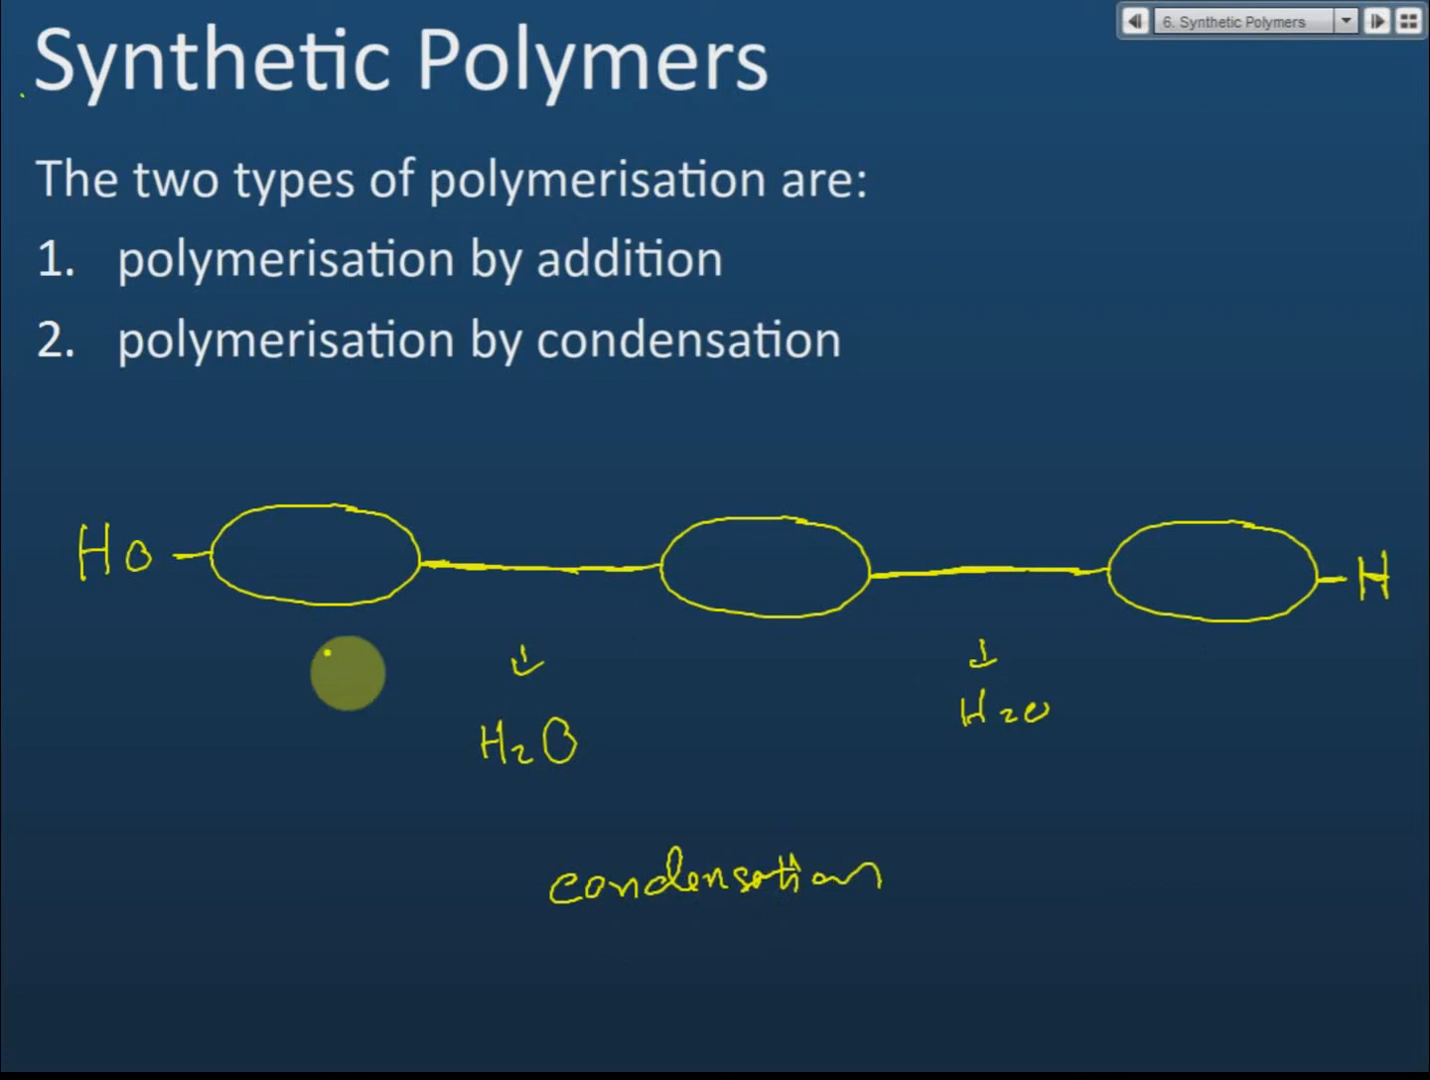 6. Synthetic Polymers
Synthetic Polymers
The two types of polymerisation are:
1. polymerisation by addition
2. polymerisation by condensation
HO H
H₂O H₂O
condensation